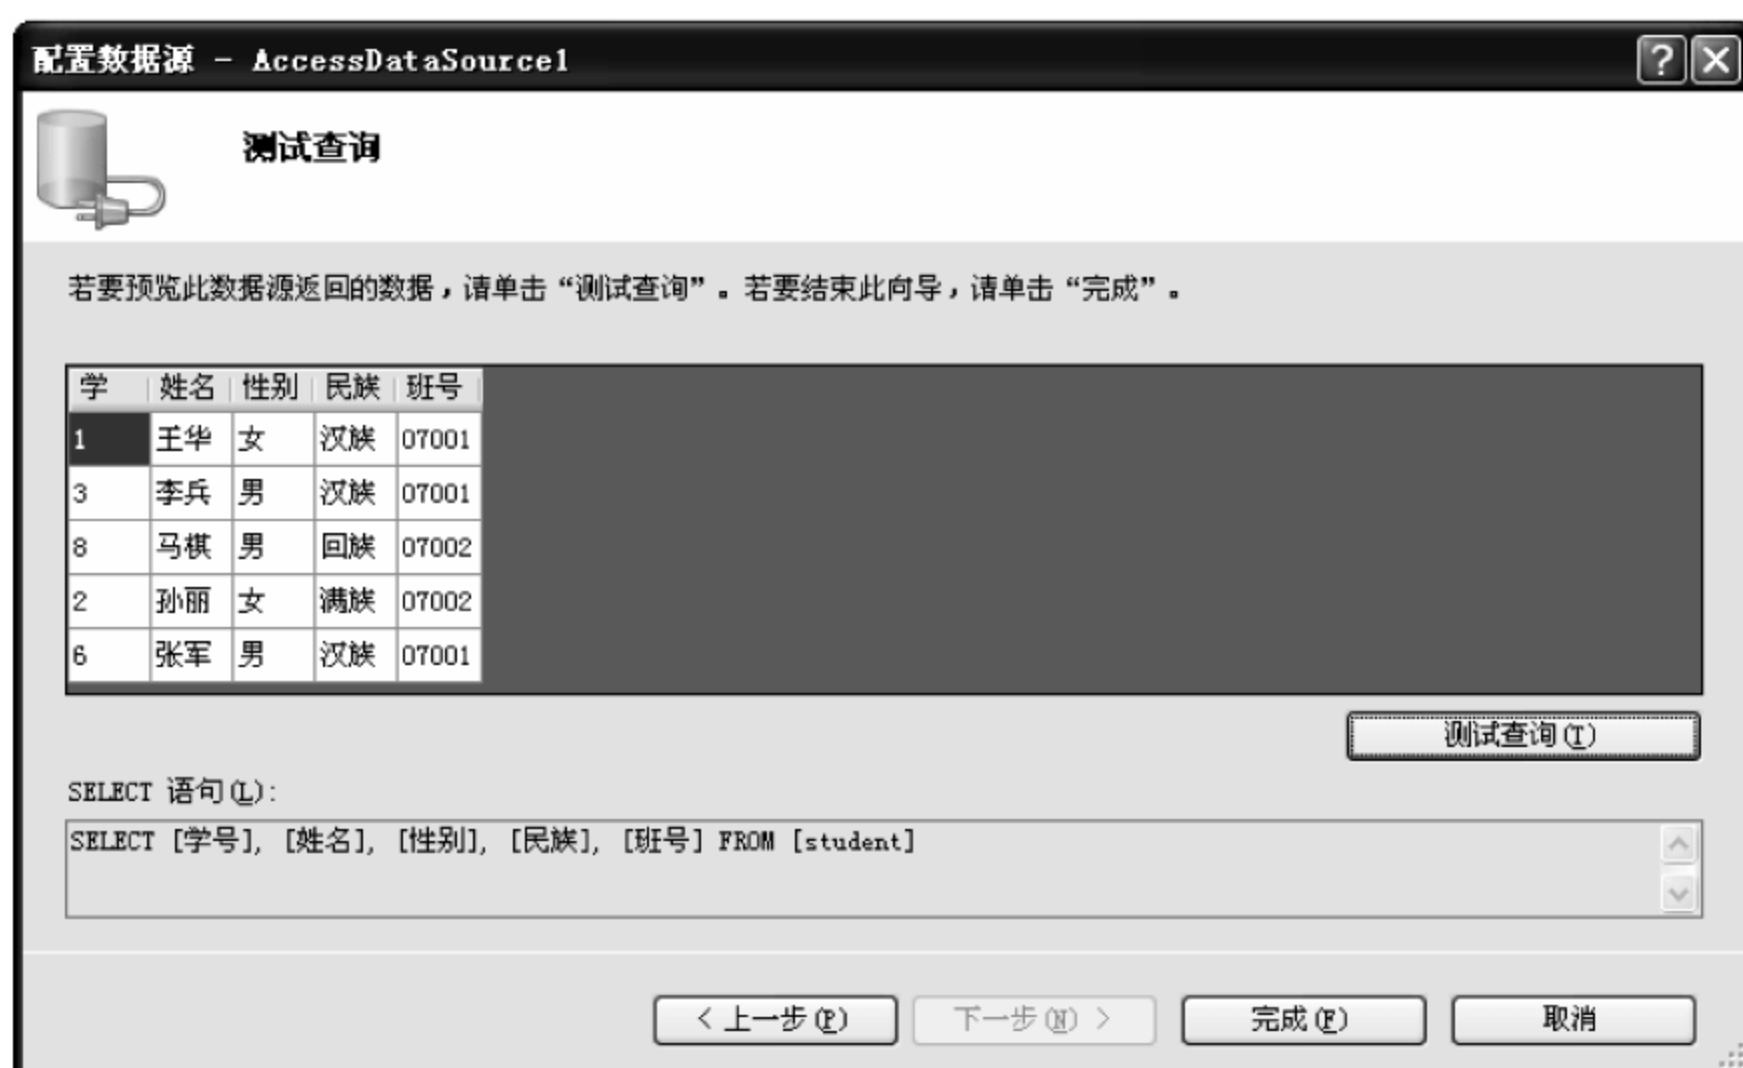 配置数据源 - AccessDataSource1
测试查询
若要预览此数据源返回的数据，请单击“测试查询”。若要结束此向导，请单击“完成”。
学 姓名 性别 民族 班号
1 王华 女 汉族 07001
3 李兵 男 汉族 07001
8 马棋 男 回族 07002
2 孙丽 女 满族 07002
6 张军 男 汉族 07001
测试查询(T)
SELECT 语句(L):
SELECT [学号], [姓名], [性别], [民族], [班号] FROM [student]
< 上一步(P) 下一步(N) > 完成(F) 取消